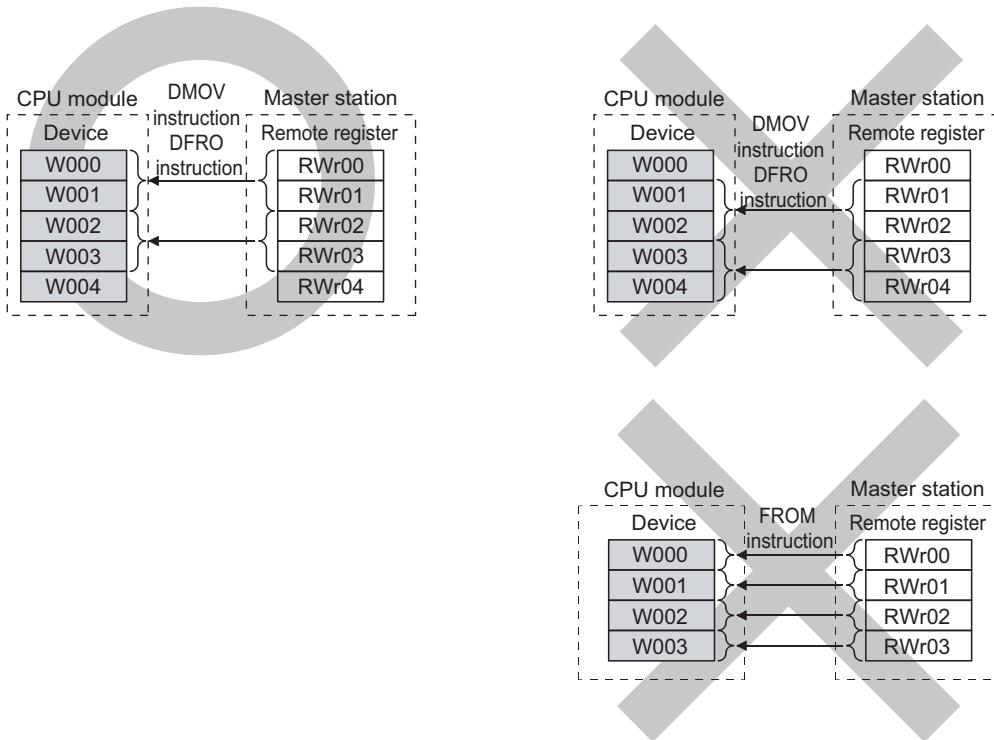 CPU module
DMOV
instruction
DFRO
instruction
Master station
Device
Remote register
W000
RWr00
W001
RWr01
W002
RWr02
W003
RWr03
W004
RWr04
CPU module
DMOV
instruction
DFRO
instruction
Master station
Device
Remote register
W000
RWr00
W001
RWr01
W002
RWr02
W003
RWr03
W004
RWr04
CPU module
FROM
instruction
Master station
Device
Remote register
W000
RWr00
W001
RWr01
W002
RWr02
W003
RWr03